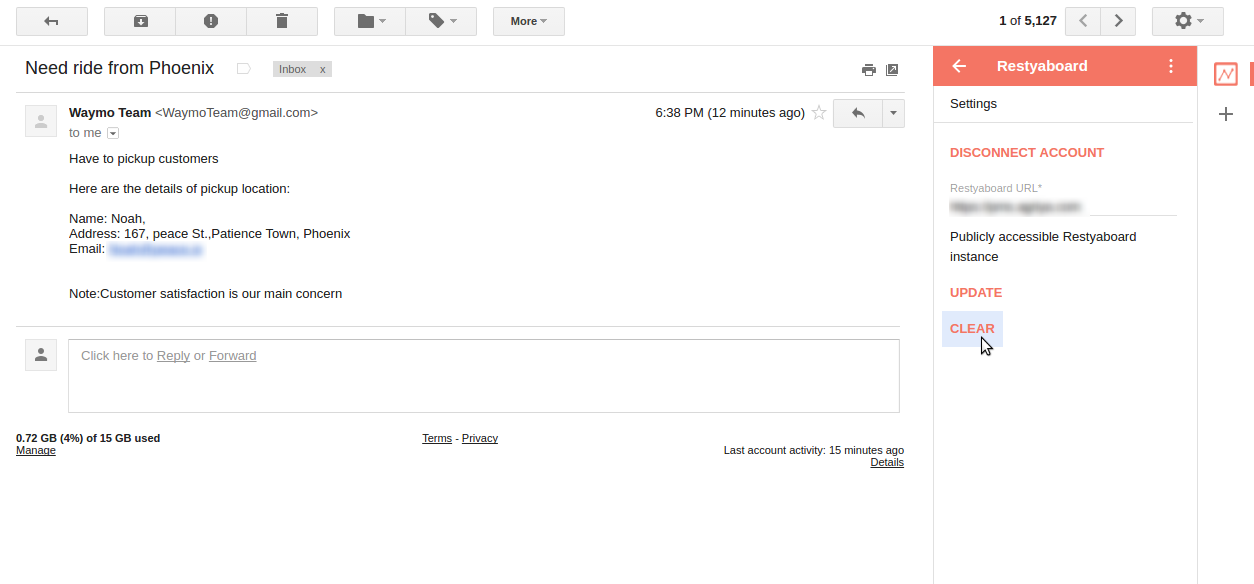 More
1 of 5,127
Need ride from Phoenix
Inbox x
Waymo Team <WaymoTeam@gmail.com>
6:38 PM (12 minutes ago)
to me
Have to pickup customers
Here are the details of pickup location:
Name: Noah,
Address: 167, peace St.,Patience Town, Phoenix
Email:
Note:Customer satisfaction is our main concern
Click here to Reply or Forward
0.72 GB (4%) of 15 GB used
Manage
Terms - Privacy
Last account activity: 15 minutes ago
Details
Restyaboard
Settings
DISCONNECT ACCOUNT
Restyaboard URL*
Publicly accessible Restyaboard
instance
UPDATE
CLEAR